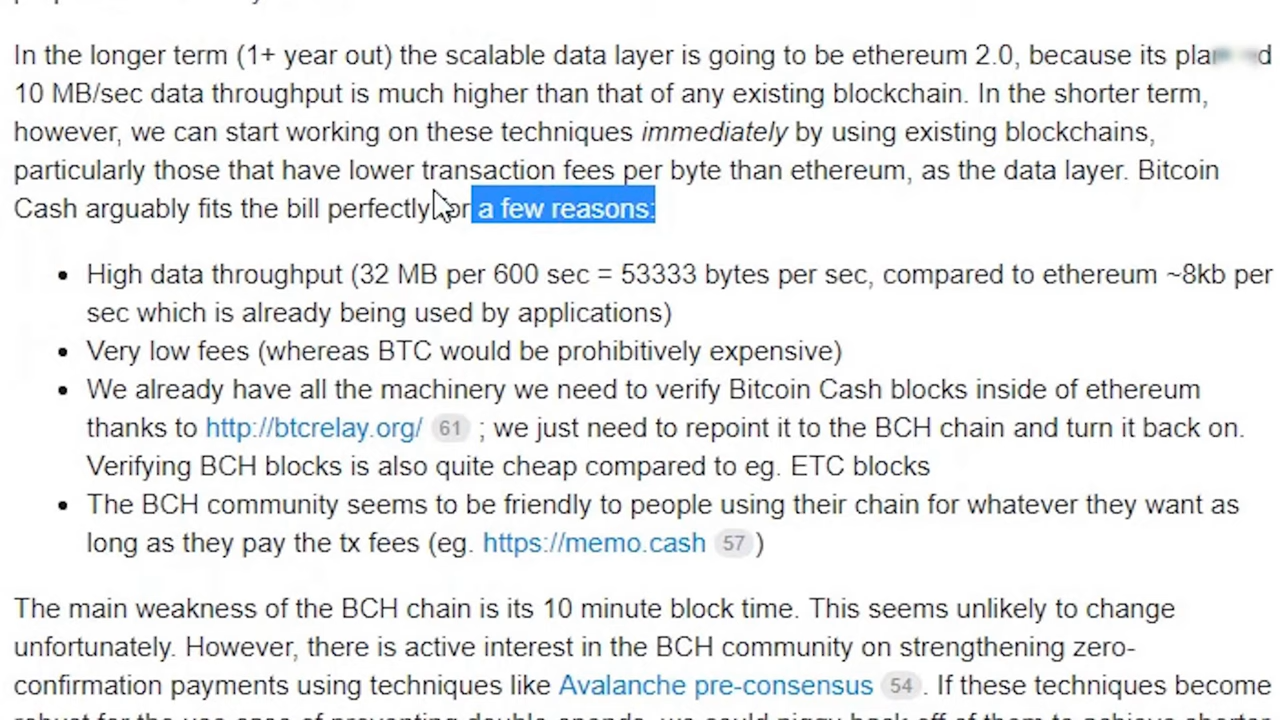 In the longer term (1+ year out) the scalable data layer is going to be ethereum 2.0, because its
10 MB/sec data throughput is much higher than that of any existing blockchain. In the shorter term,
however, we can start working on these techniques immediately by using existing blockchains,
particularly those that have lower transaction fees per byte than ethereum, as the data layer. Bitcoin
Cash arguably fits the bill perfectly for a few reasons:
• High data throughput (32 MB per 600 sec = 53333 bytes per sec, compared to ethereum ~8kb per
sec which is already being used by applications)
• Very low fees (whereas BTC would be prohibitively expensive)
• We already have all the machinery we need to verify Bitcoin Cash blocks inside of ethereum
thanks to http://btcrelay.org/ 61 ; we just need to repoint it to the BCH chain and turn it back on.
Verifying BCH blocks is also quite cheap compared to eg. ETC blocks
• The BCH community seems to be friendly to people using their chain for whatever they want as
long as they pay the tx fees (eg. https://memo.cash 57 )
The main weakness of the BCH chain is its 10 minute block time. This seems unlikely to change
unfortunately. However, there is active interest in the BCH community on strengthening zero-
confirmation payments using techniques like Avalanche pre-consensus 54 . If these techniques become